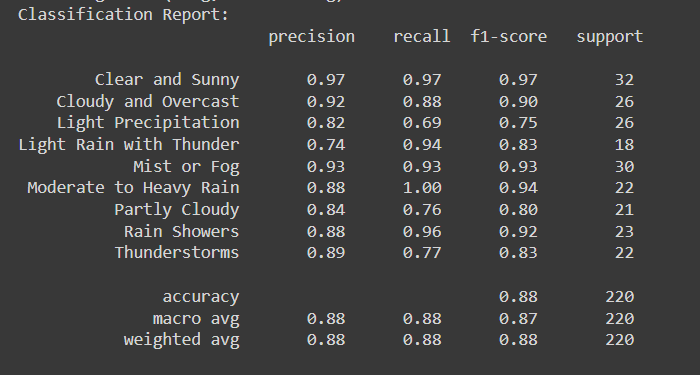 Classification Report:
precision recall f1-score support
Clear and Sunny 0.97 0.97 0.97 32
Cloudy and Overcast 0.92 0.88 0.90 26
Light Precipitation 0.82 0.69 0.75 26
Light Rain with Thunder 0.74 0.94 0.83 18
Mist or Fog 0.93 0.93 0.93 30
Moderate to Heavy Rain 0.88 1.00 0.94 22
Partly Cloudy 0.84 0.76 0.80 21
Rain Showers 0.88 0.96 0.92 23
Thunderstorms 0.89 0.77 0.83 22
accuracy 0.88 220
macro avg 0.88 0.88 0.87 220
weighted avg 0.88 0.88 0.88 220